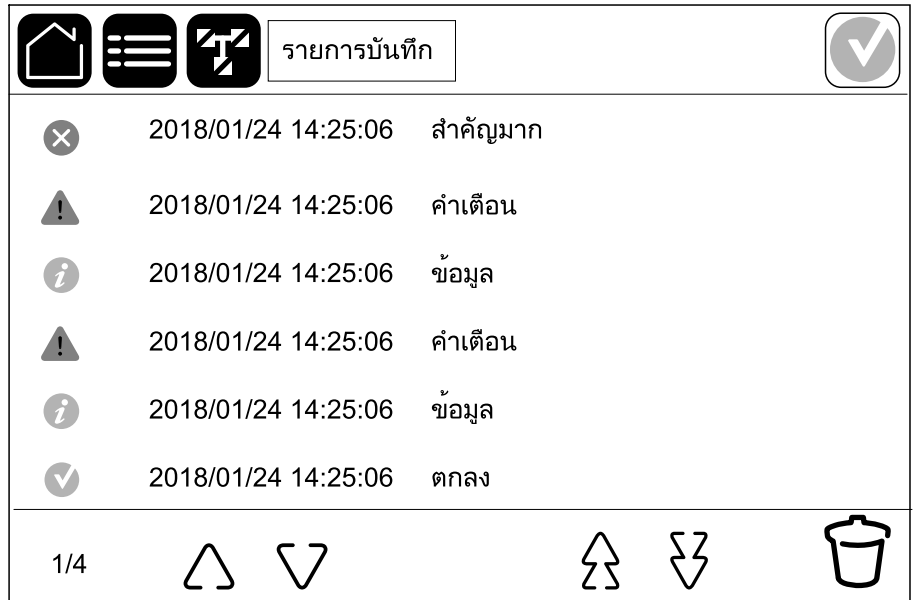 รายการบันทึก
2018/01/24 14:25:06 สำคัญมาก
2018/01/24 14:25:06 คำเตือน
2018/01/24 14:25:06 ข้อมูล
2018/01/24 14:25:06 คำเตือน
2018/01/24 14:25:06 ข้อมูล
2018/01/24 14:25:06 ตกลง
1/4